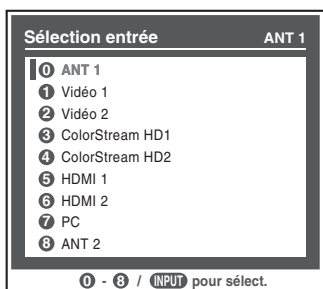 Sélection entrée ANT 1
0 ANT 1
1 Vidéo 1
2 Vidéo 2
3 ColorStream HD1
4 ColorStream HD2
5 HDMI 1
6 HDMI 2
7 PC
8 ANT 2
0 - 8 / INPUT pour sélect.